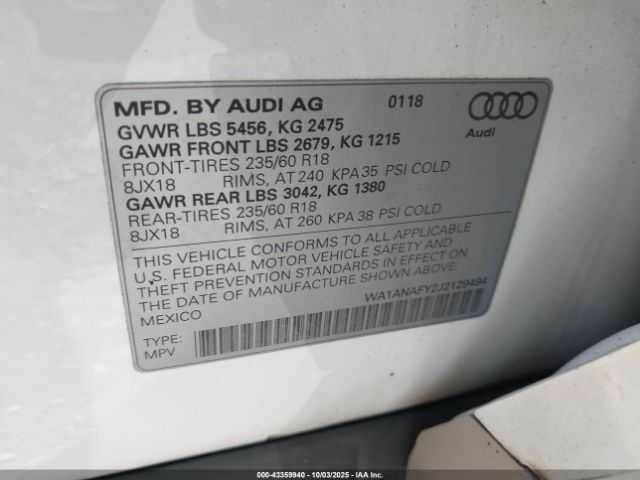 MFD. BY AUDI AG 0118
GVWR LBS 5456, KG 2475
GAWR FRONT LBS 2679, KG 1215
FRONT-TIRES 235/60 R18
8JX18 RIMS, AT 240 KPA 35 PSI COLD
GAWR REAR LBS 3042, KG 1380
REAR-TIRES 235/60 R18
8JX18 RIMS, AT 260 KPA 38 PSI COLD
Audi
THIS VEHICLE CONFORMS TO ALL APPLICABLE
U.S. FEDERAL MOTOR VEHICLE SAFETY AND
THEFT PREVENTION STANDARDS IN EFFECT ON
THE DATE OF MANUFACTURE SHOWN ABOVE.
MEXICO
WA1ANAFY2J2129494
TYPE:
MPV
000-43359940 - 10/03/2025 - IAAI Copart